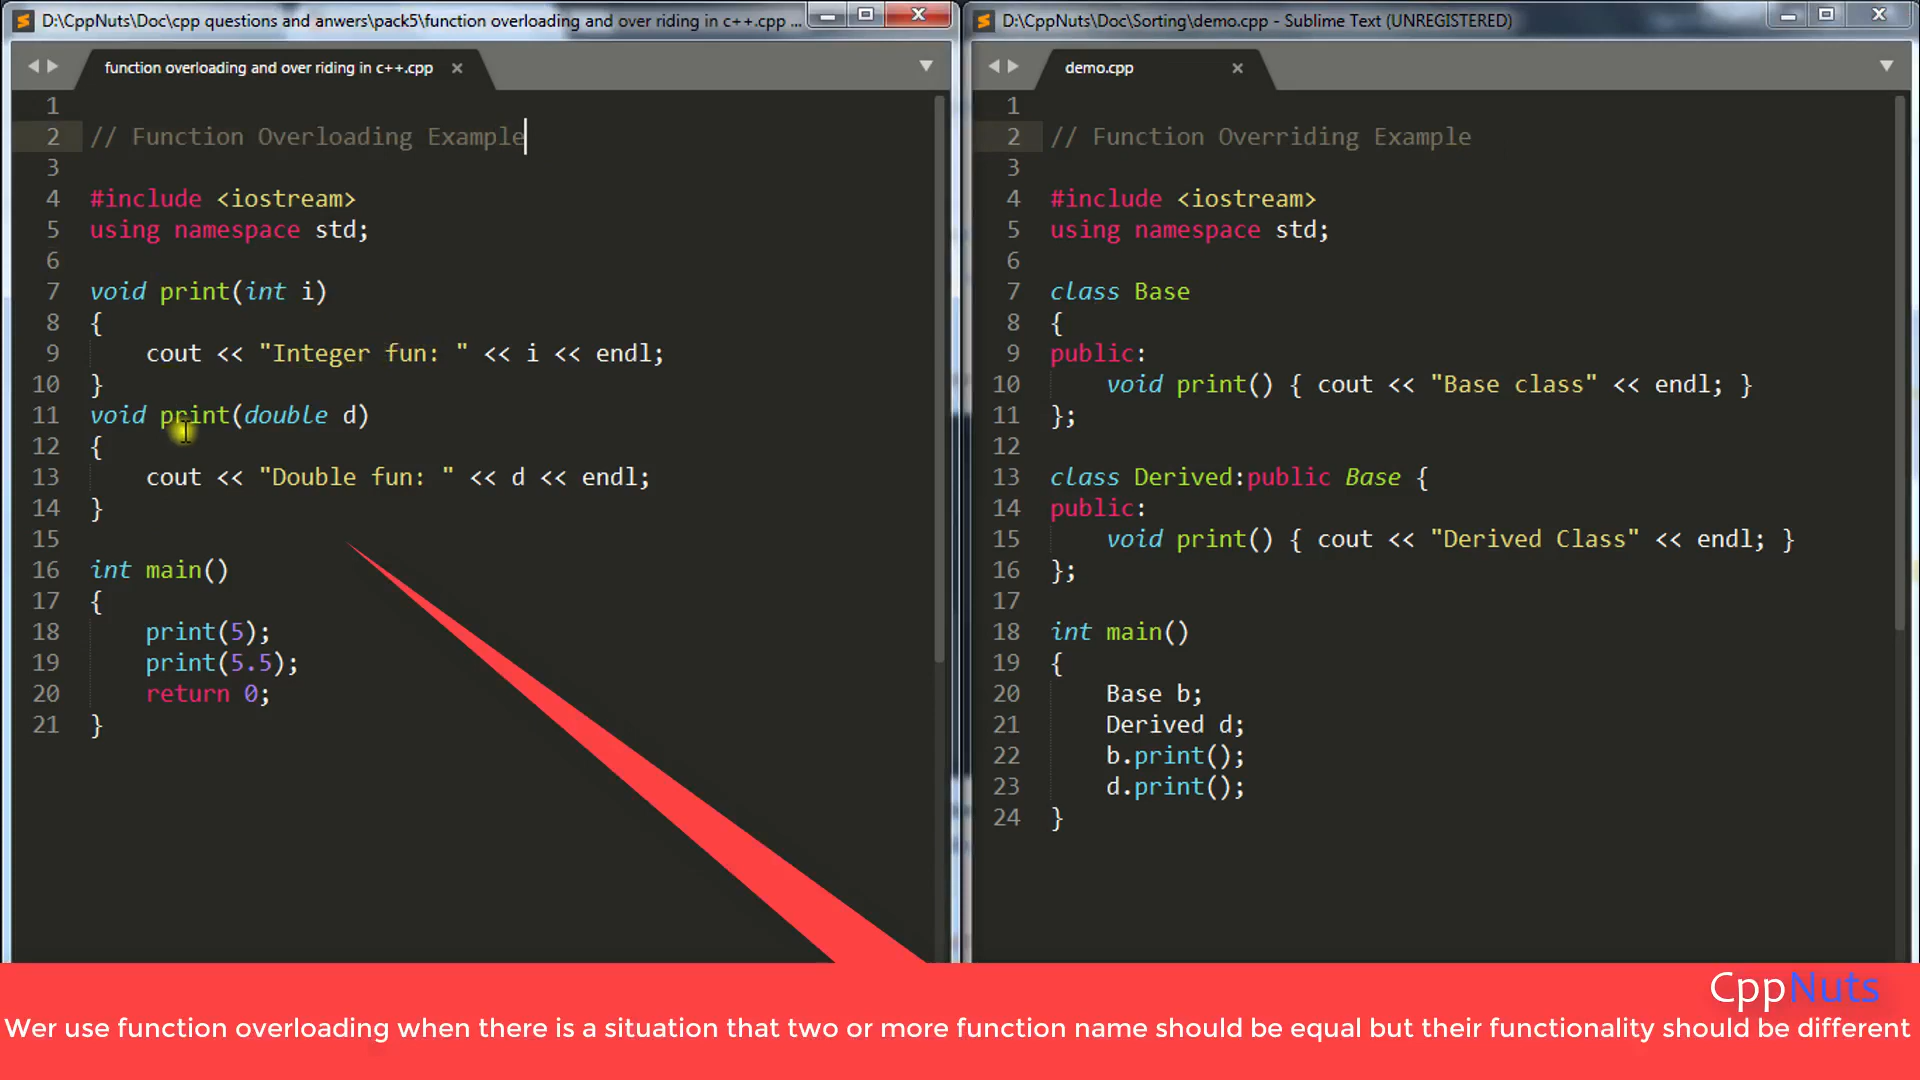 D:\CppNuts\Doc\cpp questions and anwers\pack5\function overloading and over riding in c++.cpp ...
function overloading and over riding in c++.cpp
1
2 // Function Overloading Example
3
4 #include <iostream>
5 using namespace std;
6
7 void print(int i)
8 {
9 cout << "Integer fun: " << i << endl;
10 }
11 void print(double d)
12 {
13 cout << "Double fun: " << d << endl;
14 }
15
16 int main()
17 {
18 print(5);
19 print(5.5);
20 return 0;
21 }
D:\CppNuts\Doc\Sorting\demo.cpp - Sublime Text (UNREGISTERED)
demo.cpp
1
2 // Function Overriding Example
3
4 #include <iostream>
5 using namespace std;
6
7 class Base
8 {
9 public:
10 void print() { cout << "Base class" << endl; }
11 };
12
13 class Derived:public Base {
14 public:
15 void print() { cout << "Derived Class" << endl; }
16 };
17
18 int main()
19 {
20 Base b;
21 Derived d;
22 b.print();
23 d.print();
24 }
CppNuts
Wer use function overloading when there is a situation that two or more function name should be equal but their functionality should be different